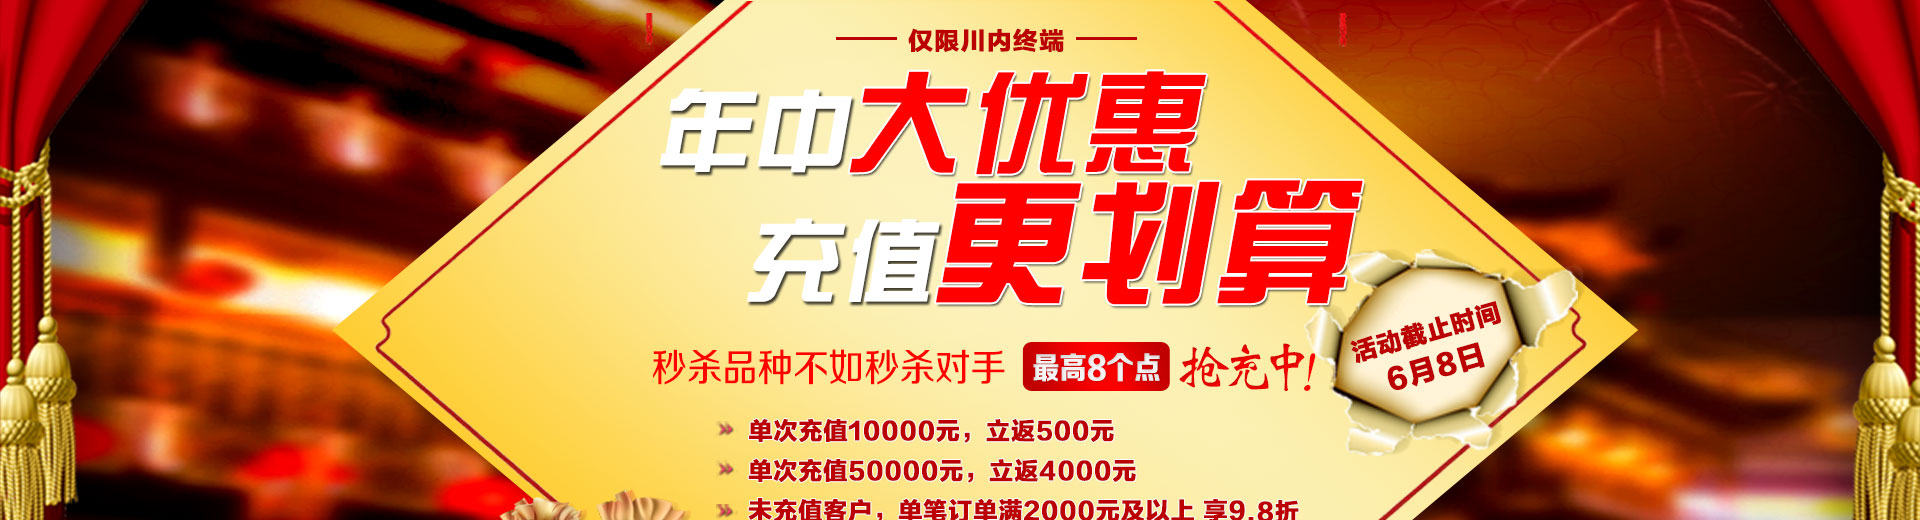 仅限川内终端
年中大优惠
充值更划算
秒杀品种不如秒杀对手 最高8个点 抢充中!
活动截止时间
6月8日
单次充值10000元，立返500元
单次充值50000元，立返4000元
未充值客户，单笔订单满2000元及以上 享9.8折